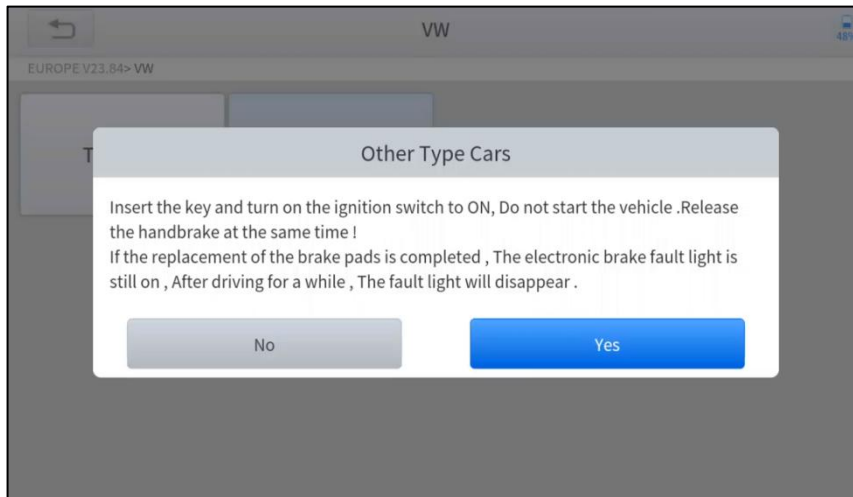 VW
48%
EUROPE V23.84> VW
T
Other Type Cars
Insert the key and turn on the ignition switch to ON, Do not start the vehicle .Release
the handbrake at the same time !
If the replacement of the brake pads is completed , The electronic brake fault light is
still on , After driving for a while , The fault light will disappear .
No
Yes